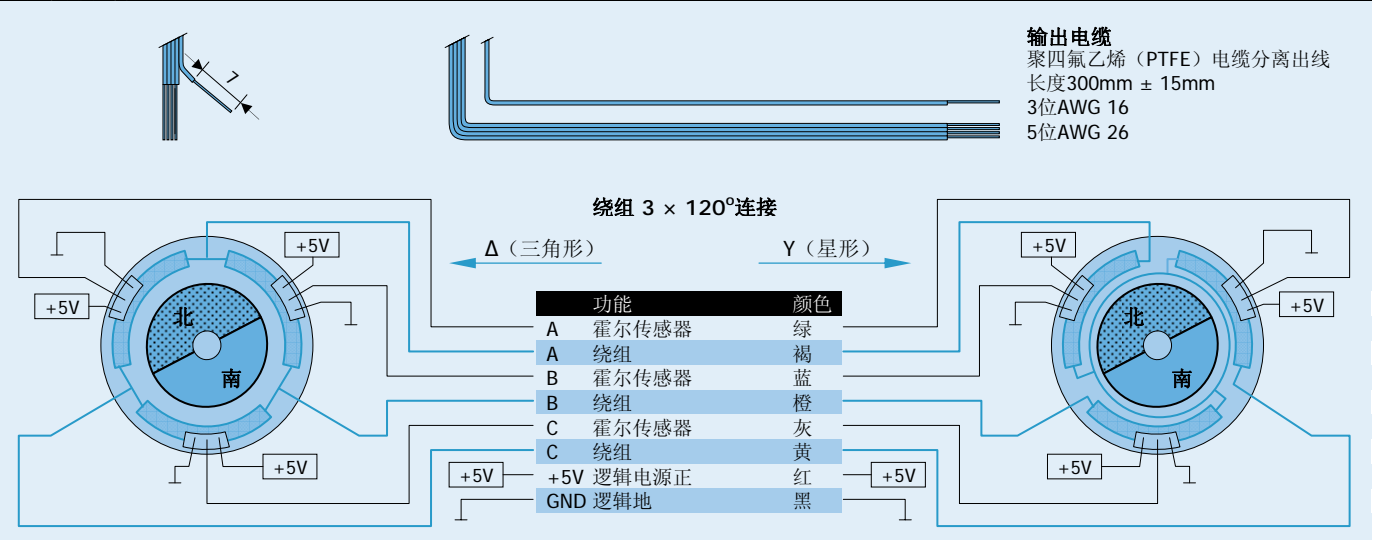 输出电缆
聚四氟乙烯（PTFE）电缆分离出线
长度300mm ± 15mm
3位AWG 16
5位AWG 26
7
绕组 3 × 120°连接
Δ（三角形）
Y（星形）
+5V
+5V
北
南
+5V
功能 颜色
A 霍尔传感器 绿
A 绕组 褐
B 霍尔传感器 蓝
B 绕组 橙
C 霍尔传感器 灰
C 绕组 黄
+5V +5V 逻辑电源正 红 +5V
GND 逻辑地 黑
+5V
+5V
北
南
+5V